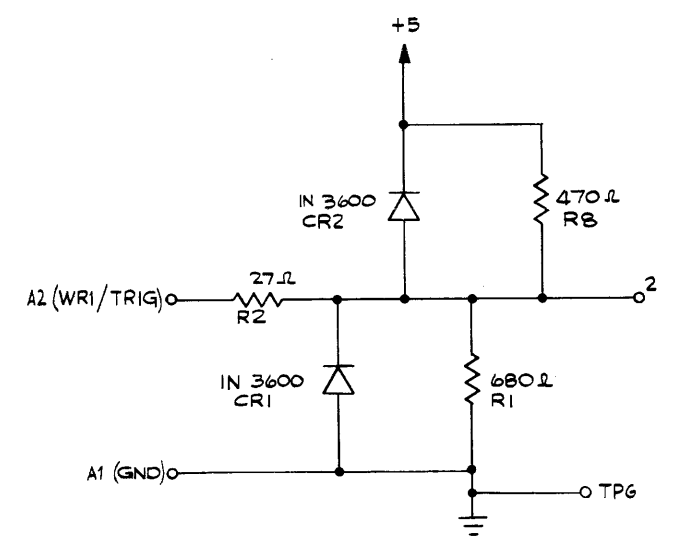 +5
IN 3600
CR2
470Ω
R8
27Ω
A2 (WR1/TRIG)
R2
2
IN 3600
CR1
680Ω
R1
A1 (GND)
TPG